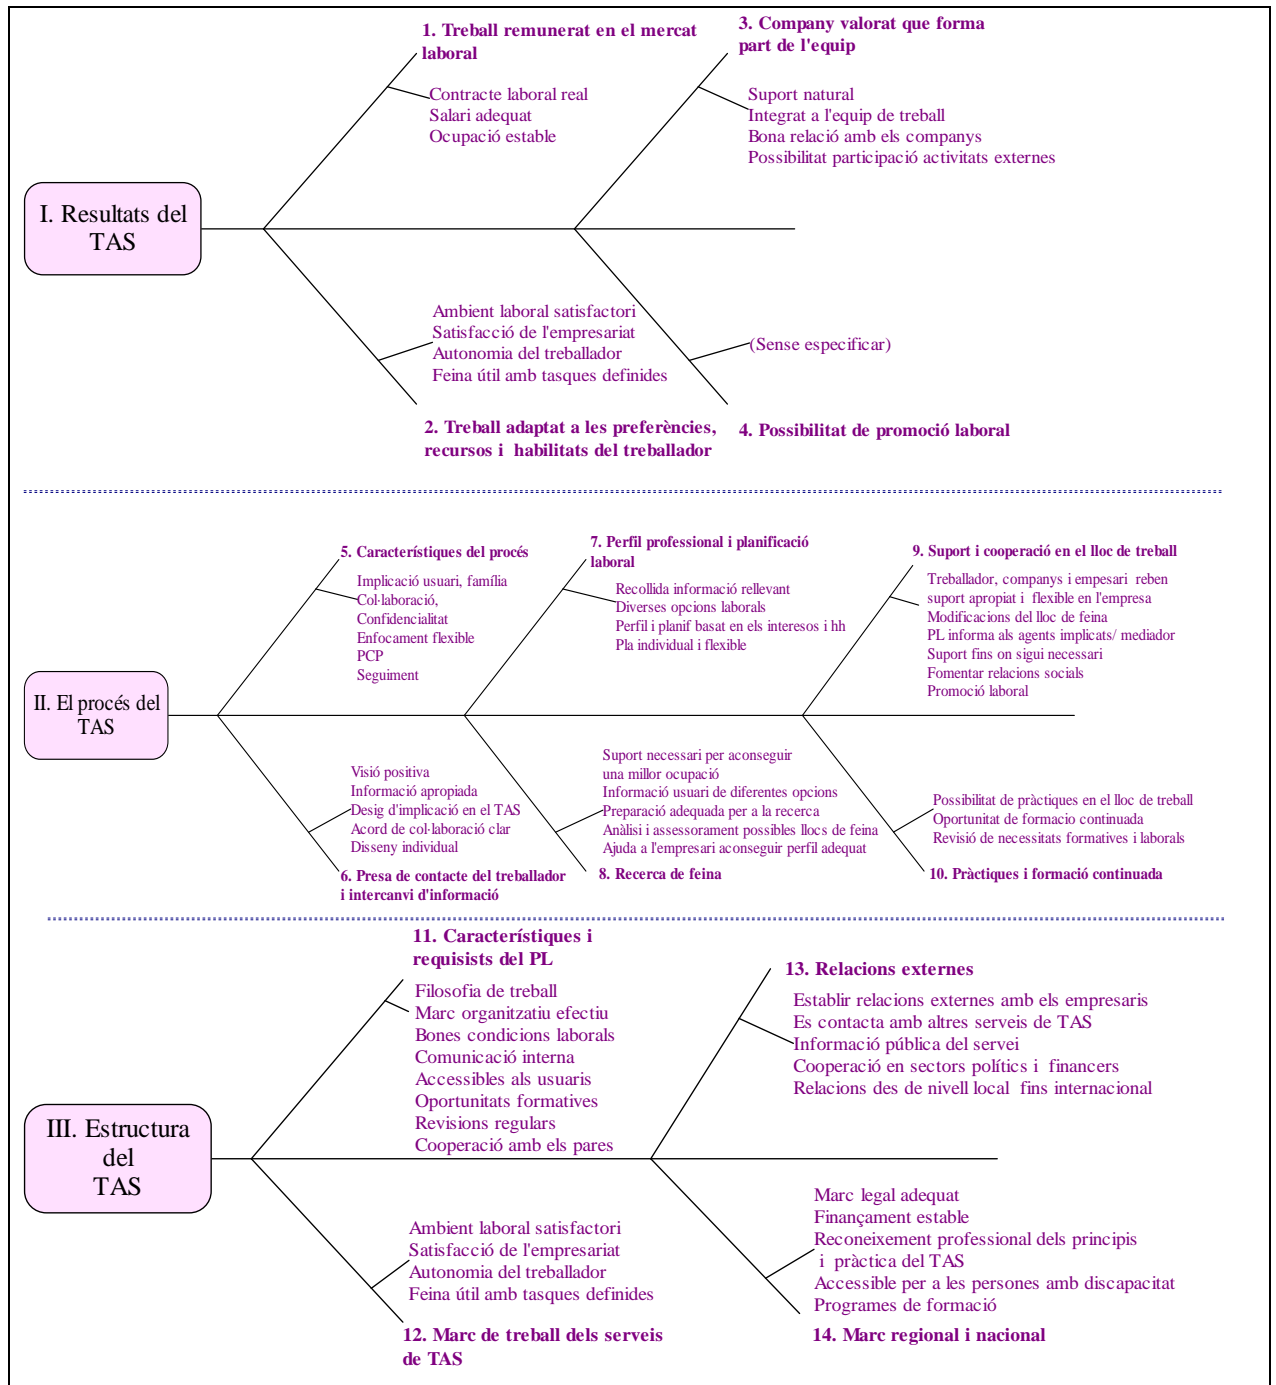 1. Treball remunerat en el mercat
laboral
Contracte laboral real
Salari adequat
Ocupació estable
3. Company valorat que forma
part de l'equip
Suport natural
Integrat a l'equip de treball
Bona relació amb els companys
Possibilitat participació activitats externes
I. Resultats del
TAS
Ambient laboral satisfactori
Satisfacció de l'empresariat
Autonomia del treballador
Feina útil amb tasques definides
2. Treball adaptat a les preferències,
recursos i habilitats del treballador
(Sense especificar)
4. Possibilitat de promoció laboral
5. Característiques del procés
Implicació usuari, família
Col·laboració,
Confidencialitat
Enfocament flexible
PCP
Seguiment
7. Perfil professional i planificació
laboral
Recollida informació rellevant
Diverses opcions laborals
Perfil i planif basat en els interesos i hh
Pla individual i flexible
9. Suport i cooperació en el lloc de treball
Treballador, companys i empesari reben
suport apropiat i flexible en l'empresa
Modificacions del lloc de feina
PL informa als agents implicats/ mediador
Suport fins on sigui necessari
Fomentar relacions socials
Promoció laboral
II. El procés del
TAS
Visió positiva
Informació apropiada
Desig d'implicació en el TAS
Acord de col·laboració clar
Disseny individual
6. Presa de contacte del treballador
i intercanvi d'informació
Suport necessari per aconseguir
una millor ocupació
Informació usuari de diferentes opcions
Preparació adequada per a la recerca
Anàlisi i assessorament possibles llocs de feina
Ajuda a l'empresari aconseguir perfil adequat
8. Recerca de feina
Possibilitat de pràctiques en el lloc de treball
Oportunitat de formacio continuada
Revisió de necessitats formatives i laborals
10. Pràctiques i formació continuada
11. Característiques i
requisists del PL
Filosofia de treball
Marc organitzatiu efectiu
Bones condicions laborals
Comunicació interna
Accessibles als usuaris
Oportunitats formatives
Revisions regulars
Cooperació amb els pares
13. Relacions externes
Establir relacions externes amb els empresaris
Es contacta amb altres serveis de TAS
Informació pública del servei
Cooperació en sectors polítics i financers
Relacions des de nivell local fins internacional
III. Estructura
del
TAS
Ambient laboral satisfactori
Satisfacció de l'empresariat
Autonomia del treballador
Feina útil amb tasques definides
12. Marc de treball dels serveis
de TAS
Marc legal adequat
Finançament estable
Reconeixement professional dels principis
i pràctica del TAS
Accessible per a les persones amb discapacitat
Programes de formació
14. Marc regional i nacional